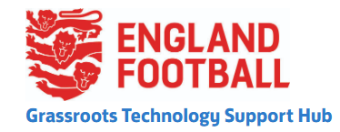 ENGLAND
FOOTBALL
Grassroots Technology Support Hub